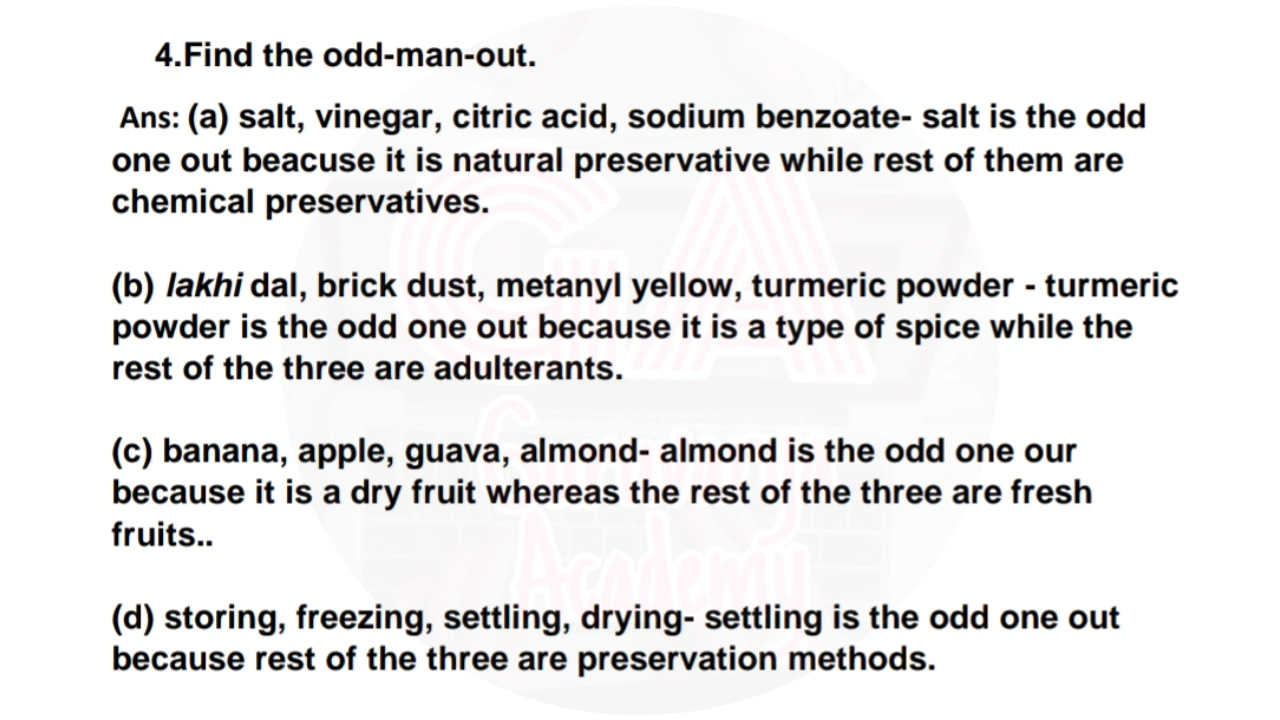 4.Find the odd-man-out.
Ans: (a) salt, vinegar, citric acid, sodium benzoate- salt is the odd
one out beacuse it is natural preservative while rest of them are
chemical preservatives.
(b) lakhi dal, brick dust, metanyl yellow, turmeric powder - turmeric
powder is the odd one out because it is a type of spice while the
rest of the three are adulterants.
(c) banana, apple, guava, almond- almond is the odd one our
because it is a dry fruit whereas the rest of the three are fresh
fruits..
(d) storing, freezing, settling, drying- settling is the odd one out
because rest of the three are preservation methods.
GA
Academy